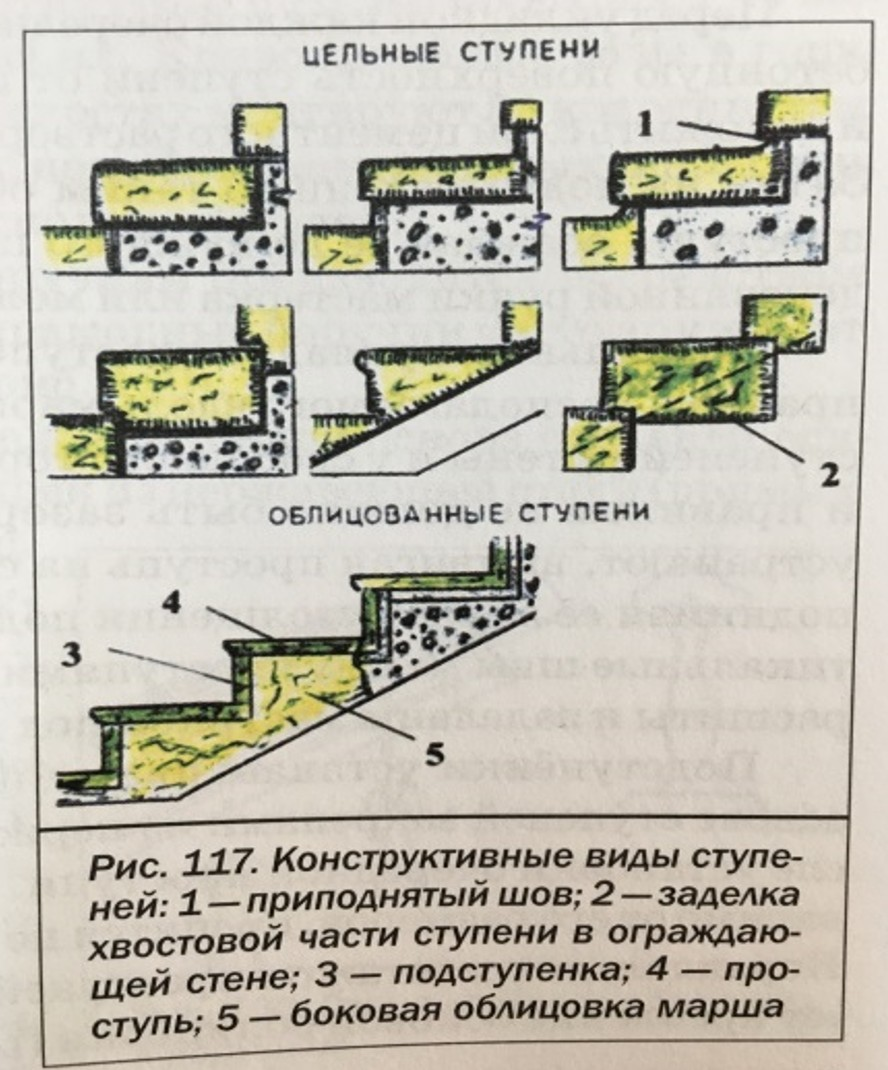 ЦЕЛЬНЫЕ СТУПЕНИ
1
2
ОБЛИЦОВАННЫЕ СТУПЕНИ
4
3
5
Рис. 117. Конструктивные виды ступе-
ней: 1 — приподнятый шов; 2 — заделка
хвостовой части ступени в ограждаю-
щей стене; 3 — подступенка; 4 — про-
ступь; 5 — боковая облицовка марша